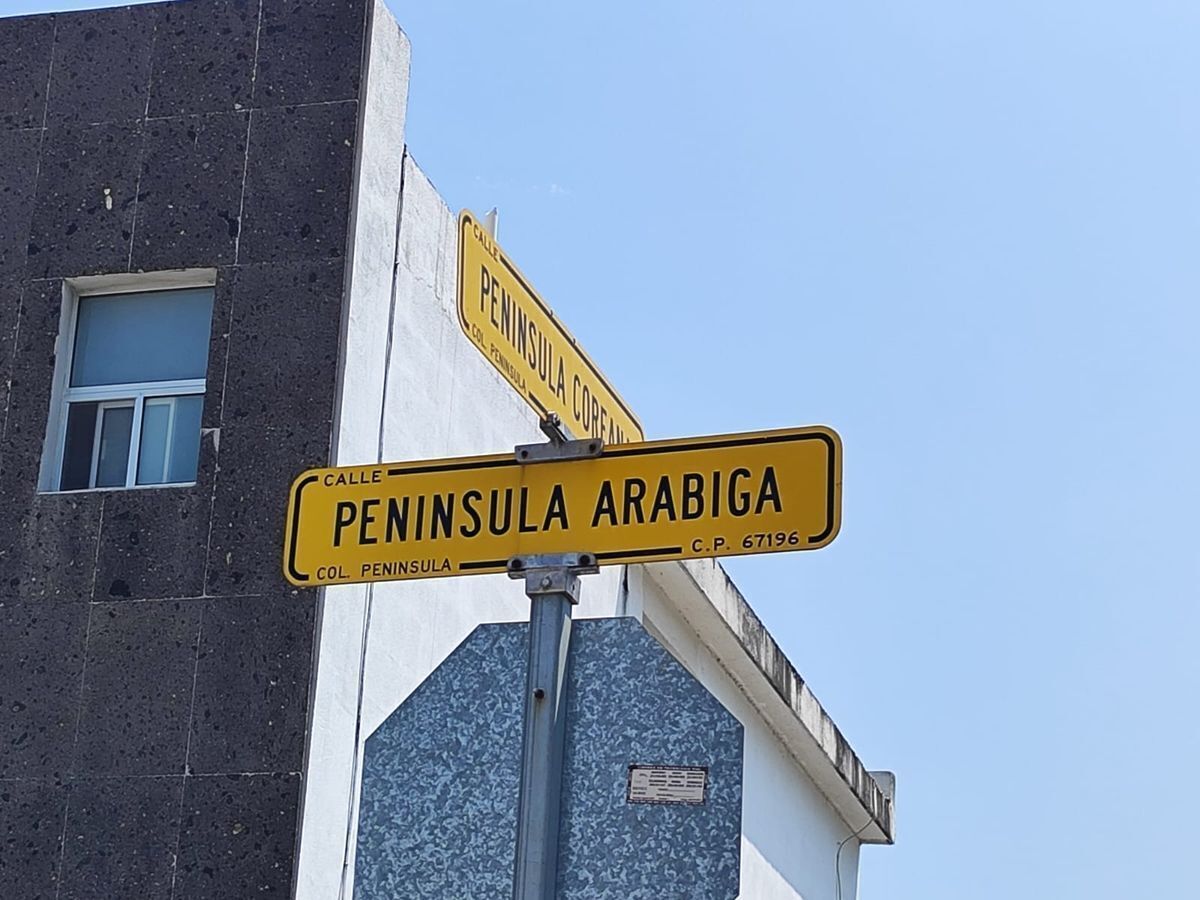 CALLE
PENINSULA COREANA
COL. PENINSULA
CALLE
PENINSULA ARABIGA
COL. PENINSULA
C.P. 67196